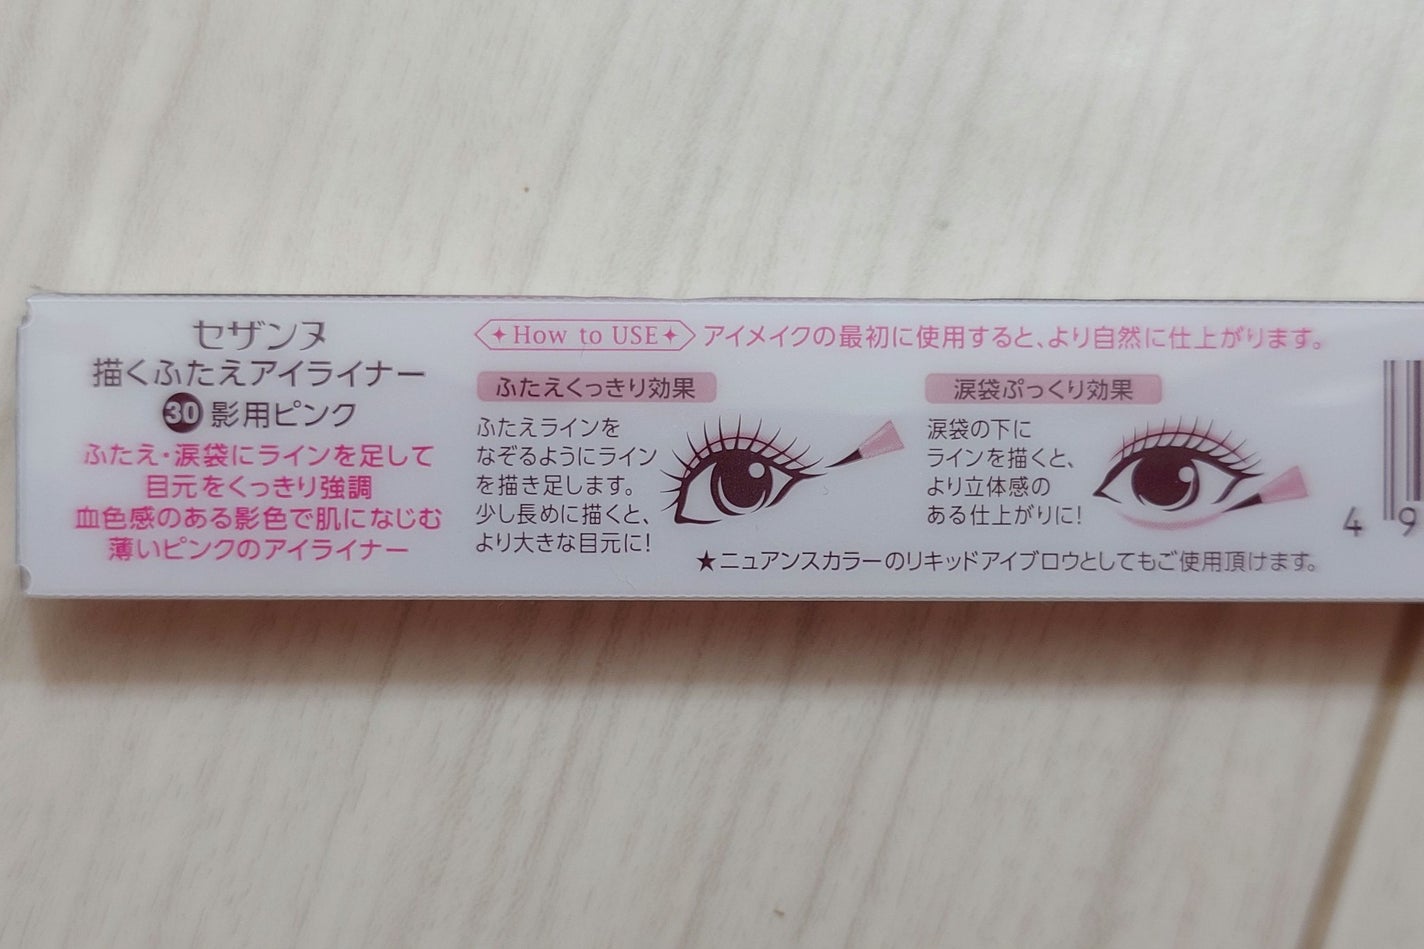 セザンヌ
描くふたえアイライナー
30 影用ピンク
ふたえ・涙袋にラインを足して
目元をくっきり強調
血色感のある影色で肌になじむ
薄いピンクのアイライナー
How to USE アイメイクの最初に使用すると、より自然に仕上がります。
ふたえくっきり効果
ふたえラインを
なぞるようにライン
を描き足します。
少し長めに描くと、
より大きな目元に!
涙袋ぷっくり効果
涙袋の下に
ラインを描くと、
より立体感の
ある仕上がりに!
★ニュアンスカラーのリキッドアイブロウとしてもご使用頂けます。
4 9